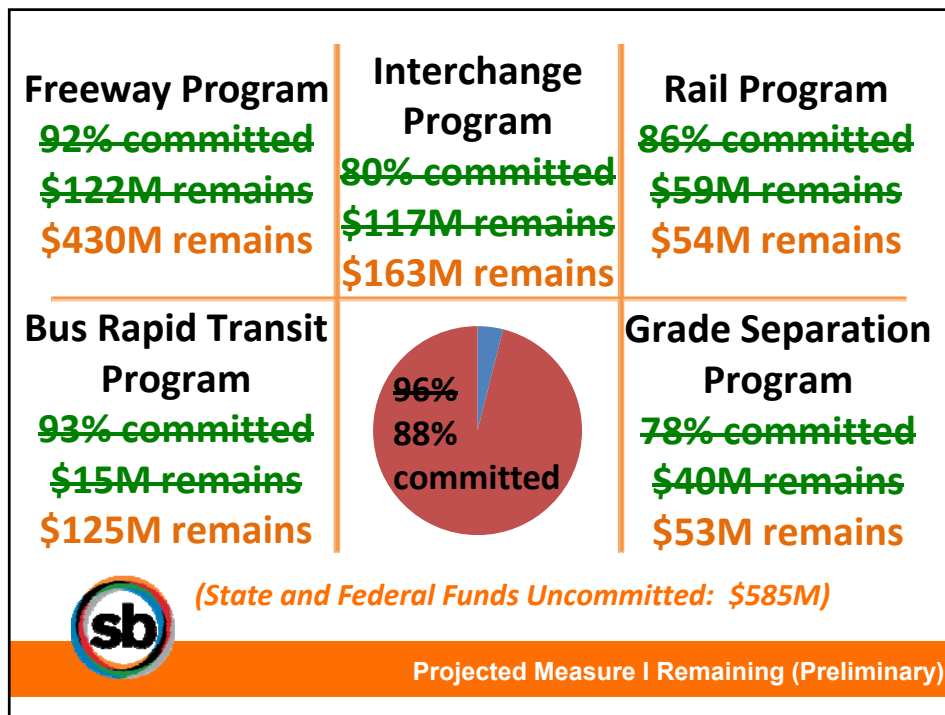 Freeway Program
92% committed
$122M remains
$430M remains
Interchange
Program
80% committed
$117M remains
$163M remains
Rail Program
86% committed
$59M remains
$54M remains
Bus Rapid Transit
Program
93% committed
$15M remains
$125M remains
96%
88%
committed
Grade Separation
Program
78% committed
$40M remains
$53M remains
(State and Federal Funds Uncommitted: $585M)
sb
Projected Measure I Remaining (Preliminary)